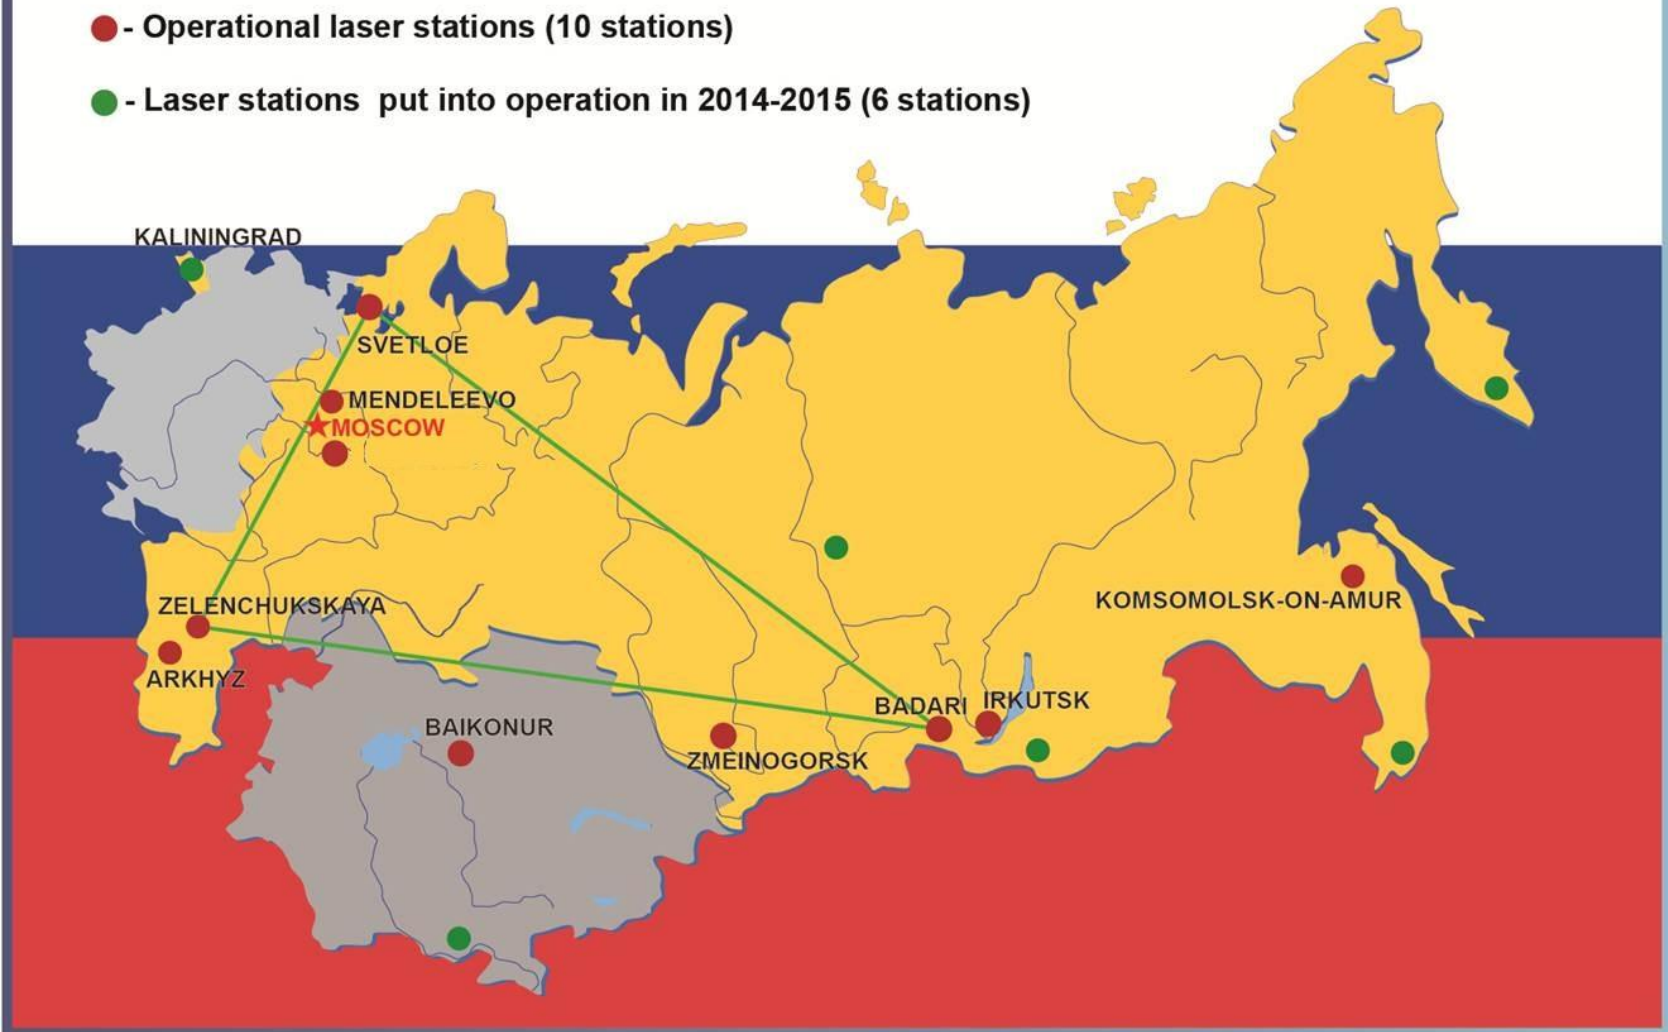 - Operational laser stations (10 stations)
- Laser stations put into operation in 2014-2015 (6 stations)
KALININGRAD
SVETLOE
MENDELEEVO
MOSCOW
ZELENCHUKSKAYA
KOMSOMOLSK-ON-AMUR
ARKHYZ
BADARI
IRKUTSK
BAIKONUR
ZMEINOGORSK